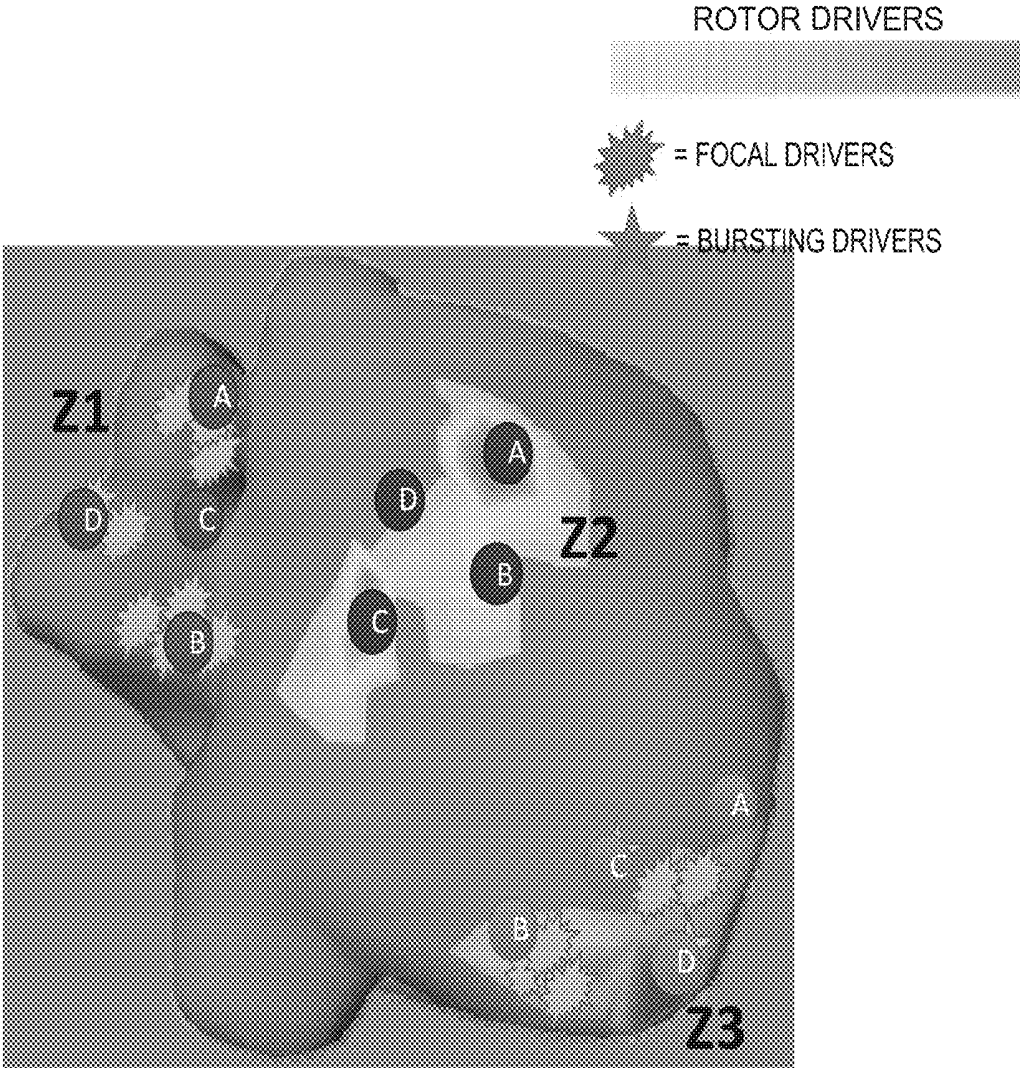 ROTOR DRIVERS
= FOCAL DRIVERS
= BURSTING DRIVERS
Z1
A
D
C
B
A
D
Z2
B
C
A
C
B
D
Z3